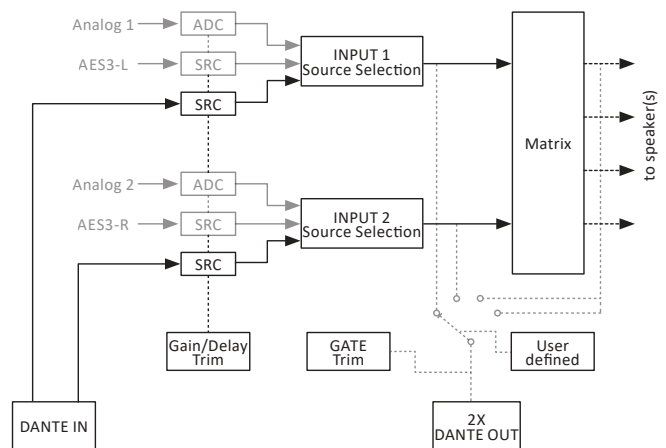 Analog 1
ADC
AES3-L
SRC
SRC
INPUT 1
Source Selection
Matrix
to speaker(s)
Analog 2
ADC
AES3-R
SRC
SRC
INPUT 2
Source Selection
Gain/Delay
Trim
GATE
Trim
User
defined
DANTE IN
2X
DANTE OUT